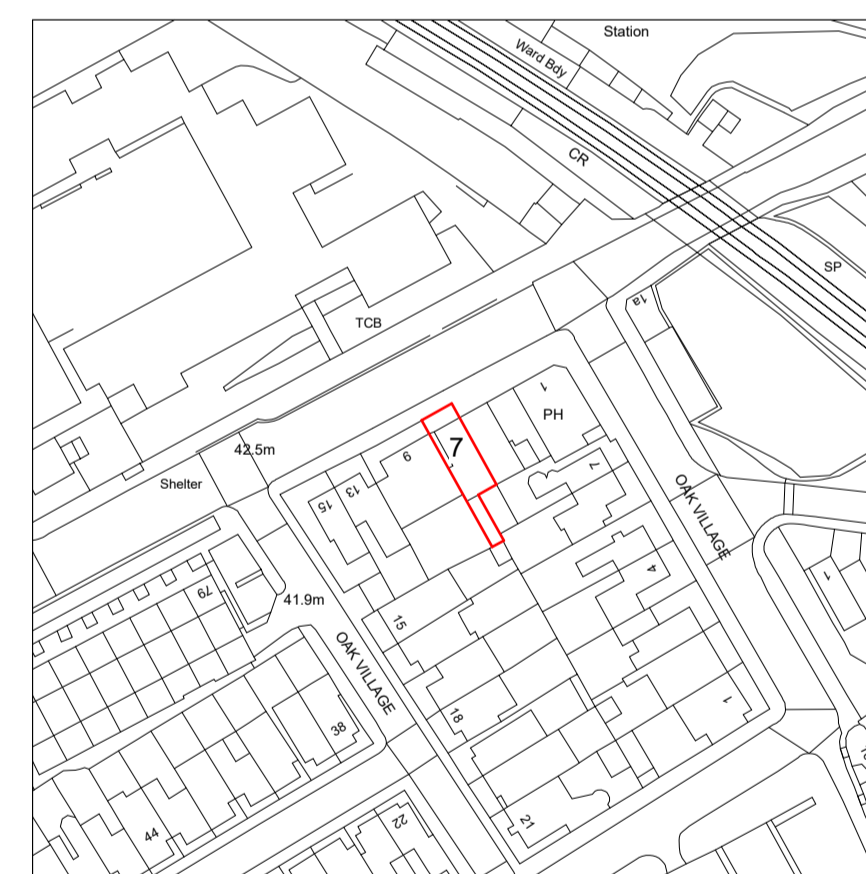 Station
Ward Bdy
CR
SP
1a
TCB
1
PH
7
9
42.5m
Shelter
13
15
7
OAK VILLAGE
4
79
41.9m
15
OAK VILLAGE
1
18
1
38
21
22
44